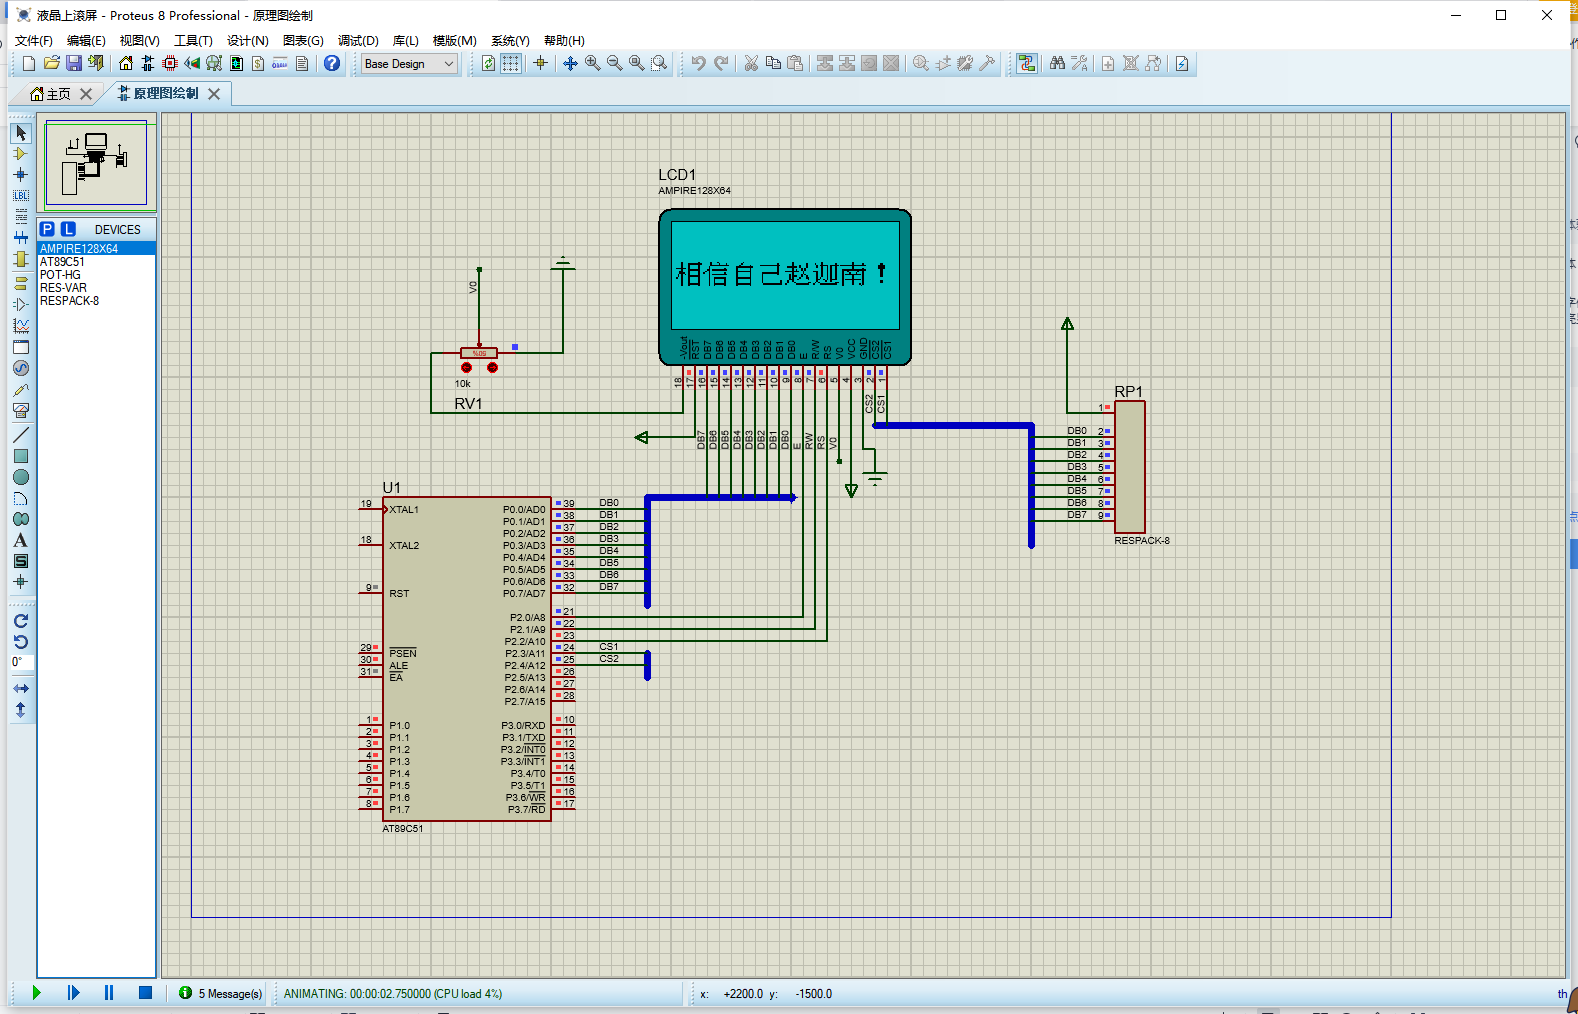 液晶上滚屏 - Proteus 8 Professional - 原理图绘制
文件(F) 编辑(E) 视图(V) 工具(T) 设计(N) 图表(G) 调试(D) 库(L) 模版(M) 系统(Y) 帮助(H)
Base Design
主页 原理图绘制
P L DEVICES
AMPIRE128X64
AT89C51
POT-HG
RES-VAR
RESPACK-8
LBL
A
S
0°
LCD1
AMPIRE128X64
相信自己赵迦南！
-Vout RST DB7 DB6 DB5 DB4 DB3 DB2 DB1 DB0 E R/W RS V0 VCC GND CS2 CS1
18 17 16 15 14 13 12 11 10 9 8 7 6 5 4 3 2 1
DB7 DB6 DB5 DB4 DB3 DB2 DB1 DB0 E RW RS V0 CS2 CS1
V0
10k
RV1
RP1
1
DB0 2
DB1 3
DB2 4
DB3 5
DB4 6
DB5 7
DB6 8
DB7 9
RESPACK-8
U1
19 XTAL1 P0.0/AD0 39 DB0
P0.1/AD1 38 DB1
P0.2/AD2 37 DB2
18 XTAL2 P0.3/AD3 36 DB3
P0.4/AD4 35 DB4
P0.5/AD5 34 DB5
P0.6/AD6 33 DB6
9 RST P0.7/AD7 32 DB7
P2.0/A8 21
P2.1/A9 22
P2.2/A10 23
29 PSEN P2.3/A11 24 CS1
30 ALE P2.4/A12 25 CS2
31 EA P2.5/A13 26
P2.6/A14 27
P2.7/A15 28
1 P1.0 P3.0/RXD 10
2 P1.1 P3.1/TXD 11
3 P1.2 P3.2/INT0 12
4 P1.3 P3.3/INT1 13
5 P1.4 P3.4/T0 14
6 P1.5 P3.5/T1 15
7 P1.6 P3.6/WR 16
8 P1.7 P3.7/RD 17
AT89C51
5 Message(s) ANIMATING: 00:00:02.750000 (CPU load 4%) x: +2200.0 y: -1500.0 th